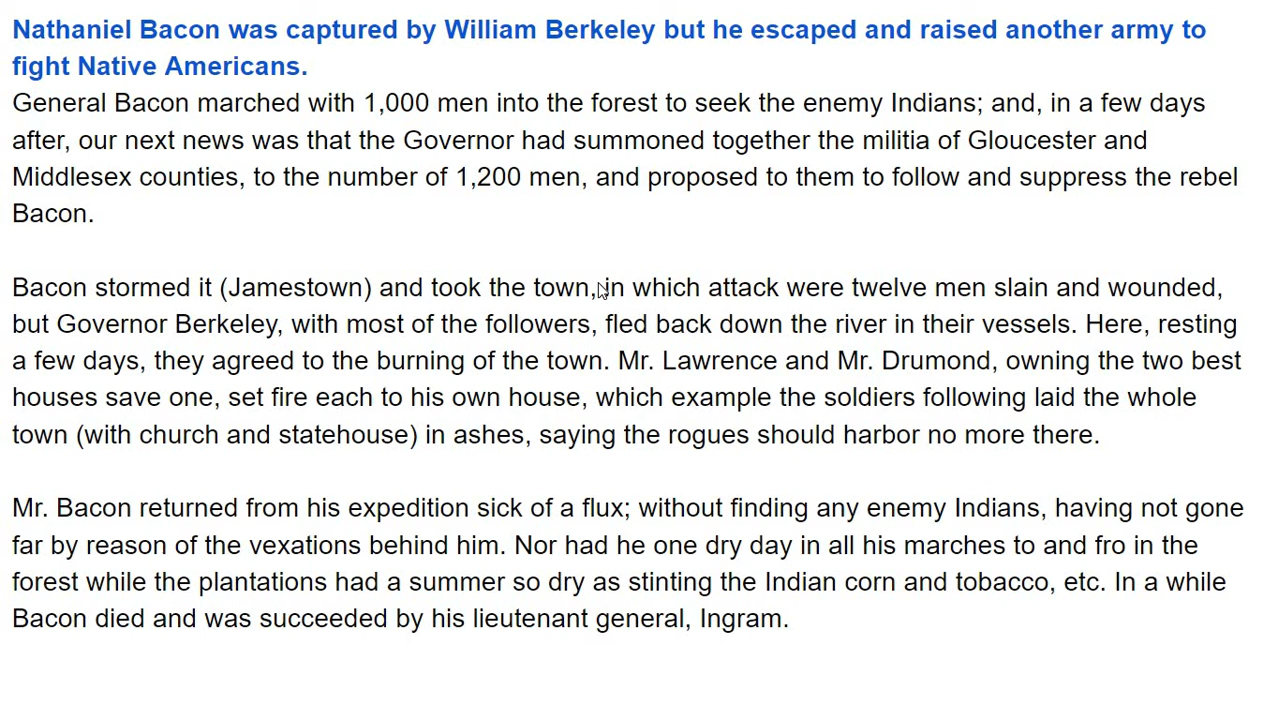 Nathaniel Bacon was captured by William Berkeley but he escaped and raised another army to
fight Native Americans.
General Bacon marched with 1,000 men into the forest to seek the enemy Indians; and, in a few days
after, our next news was that the Governor had summoned together the militia of Gloucester and
Middlesex counties, to the number of 1,200 men, and proposed to them to follow and suppress the rebel
Bacon.
Bacon stormed it (Jamestown) and took the town, in which attack were twelve men slain and wounded,
but Governor Berkeley, with most of the followers, fled back down the river in their vessels. Here, resting
a few days, they agreed to the burning of the town. Mr. Lawrence and Mr. Drumond, owning the two best
houses save one, set fire each to his own house, which example the soldiers following laid the whole
town (with church and statehouse) in ashes, saying the rogues should harbor no more there.
Mr. Bacon returned from his expedition sick of a flux; without finding any enemy Indians, having not gone
far by reason of the vexations behind him. Nor had he one dry day in all his marches to and fro in the
forest while the plantations had a summer so dry as stinting the Indian corn and tobacco, etc. In a while
Bacon died and was succeeded by his lieutenant general, Ingram.